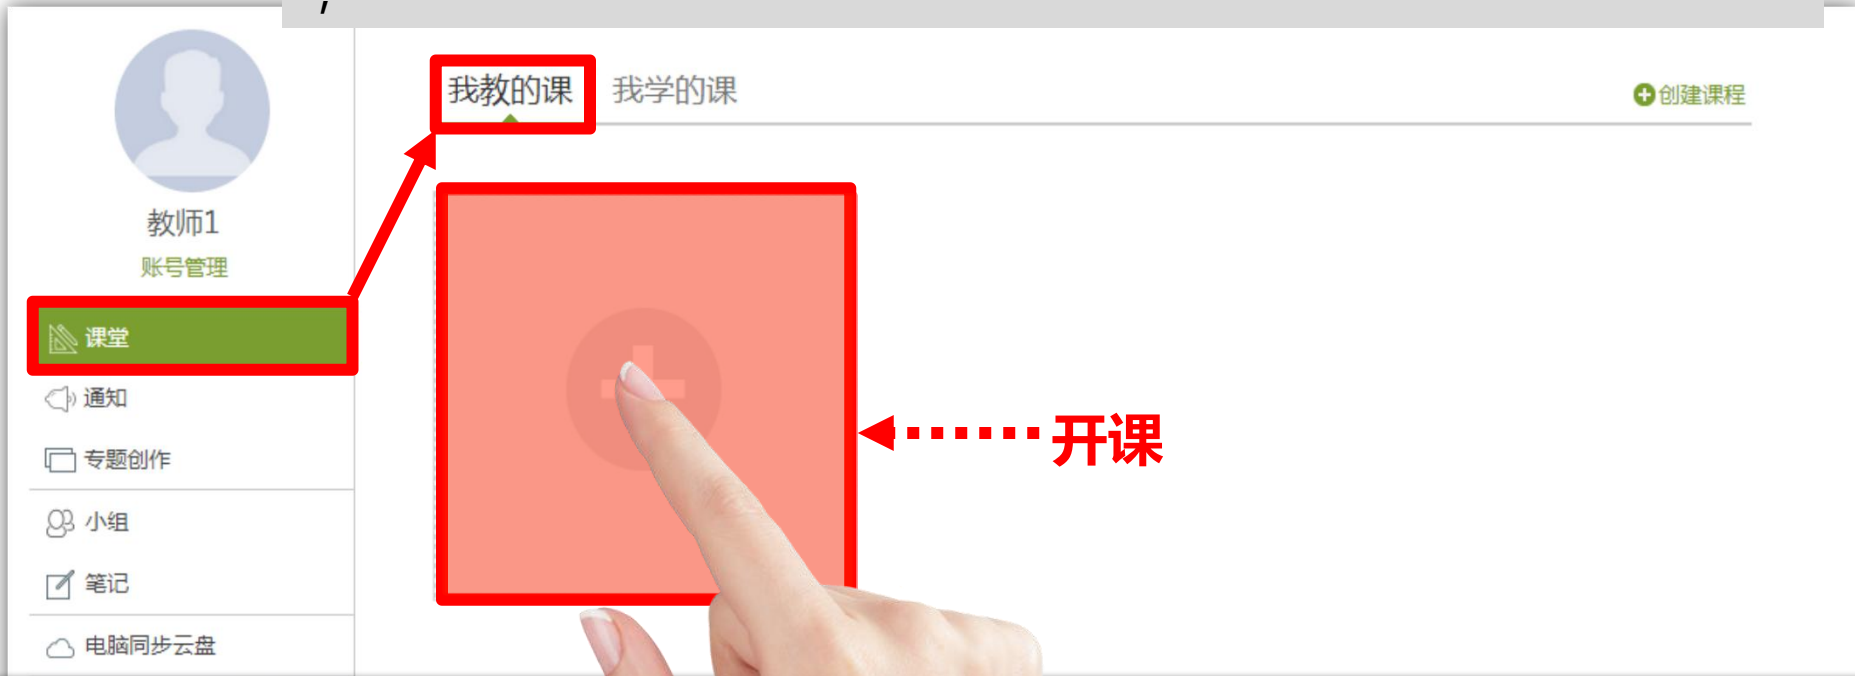 ，
我教的课 我学的课
创建课程
教师1
账号管理
课堂
通知
专题创作
小组
笔记
电脑同步云盘
开课